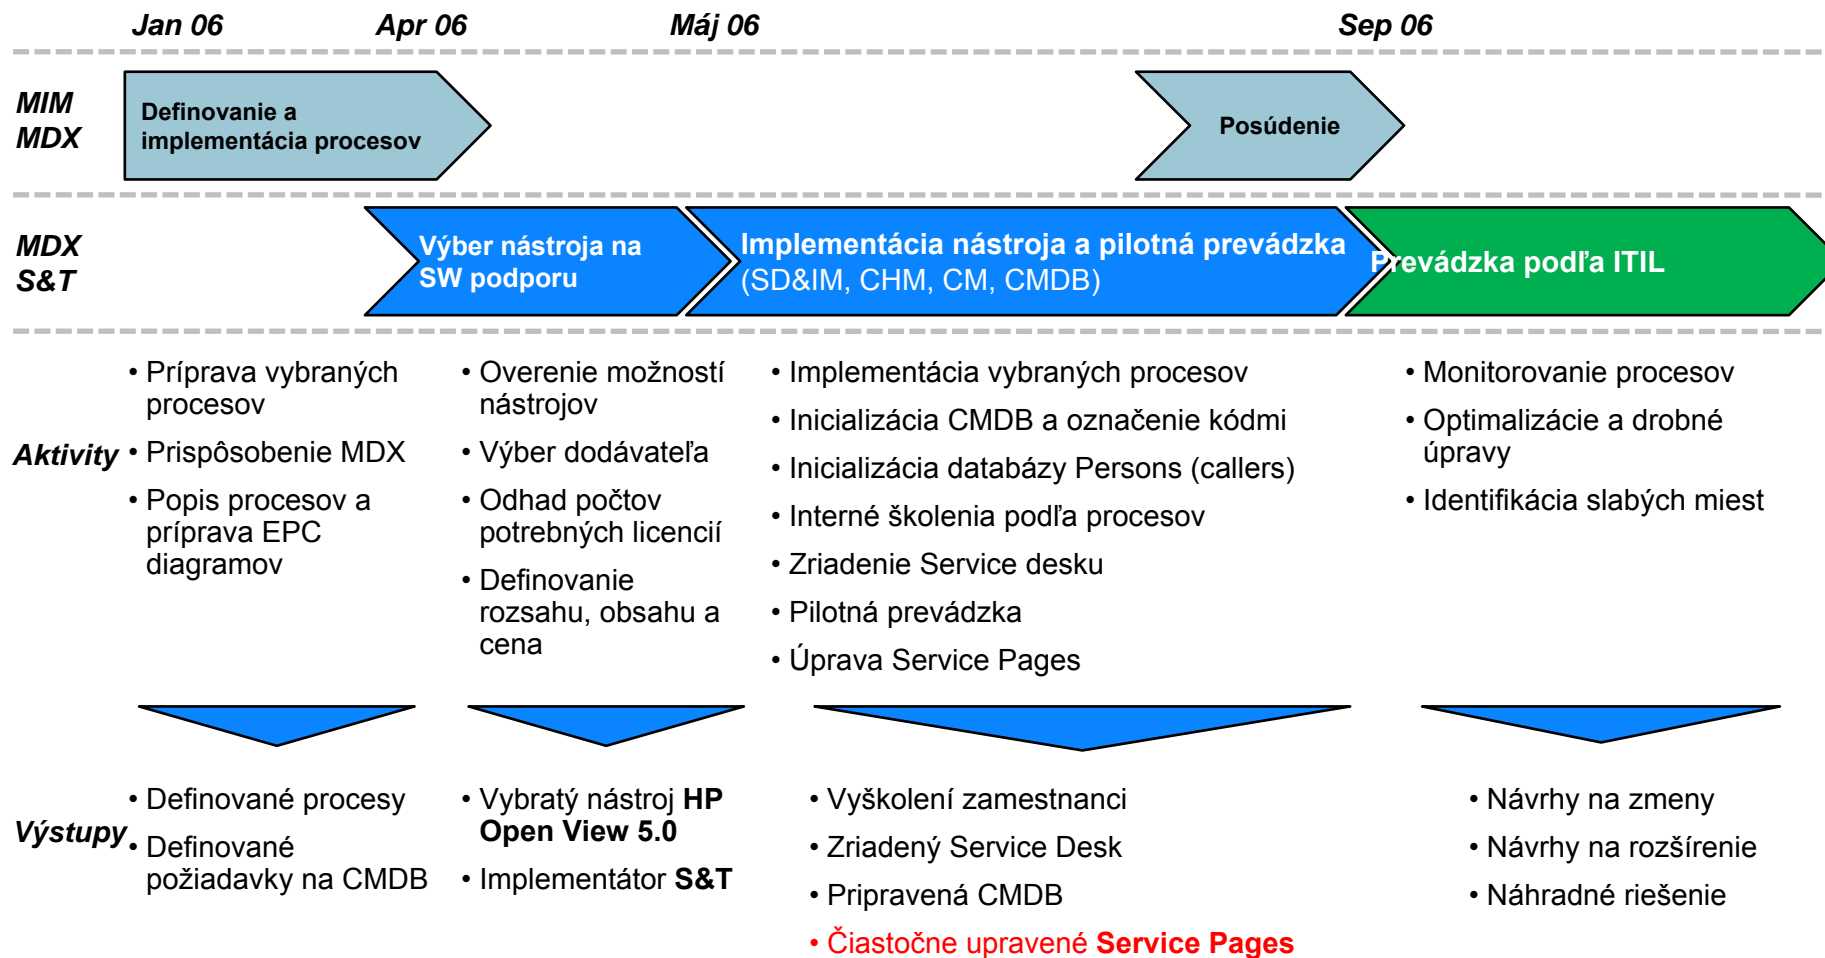 Jan 06
Apr 06
Máj 06
Sep 06
MIM
MDX
Definovanie a
implementácia procesov
Posúdenie
MDX
S&T
Výber nástroja na
SW podporu
Implementácia nástroja a pilotná prevádzka
(SD&IM, CHM, CM, CMDB)
Prevádzka podľa ITIL
Aktivity
• Príprava vybraných
procesov
• Prispôsobenie MDX
• Popis procesov a
príprava EPC
diagramov
• Overenie možností
nástrojov
• Výber dodávateľa
• Odhad počtov
potrebných licencií
• Definovanie
rozsahu, obsahu a
cena
• Implementácia vybraných procesov
• Inicializácia CMDB a označenie kódmi
• Inicializácia databázy Persons (callers)
• Interné školenia podľa procesov
• Zriadenie Service desku
• Pilotná prevádzka
• Úprava Service Pages
• Monitorovanie procesov
• Optimalizácie a drobné
úpravy
• Identifikácia slabých miest
Výstupy
• Definované procesy
• Definované
požiadavky na CMDB
• Vybratý nástroj HP
Open View 5.0
• Implementátor S&T
• Vyškolení zamestnanci
• Zriadený Service Desk
• Pripravená CMDB
• Čiastočne upravené Service Pages
• Návrhy na zmeny
• Návrhy na rozšírenie
• Náhradné riešenie